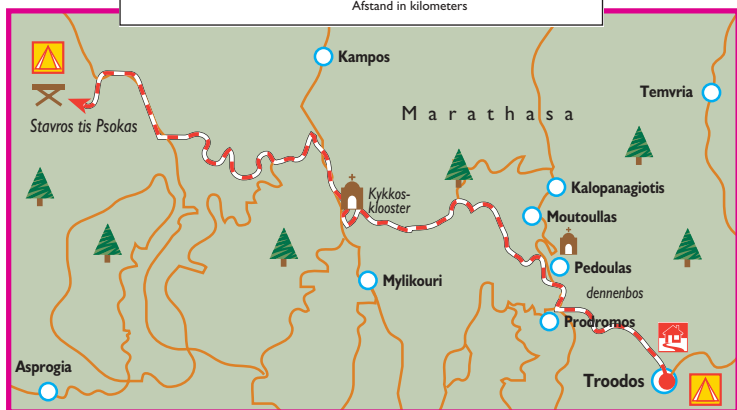 Afstand in kilometers
Kampos
Temvria
Marathasa
Stavros tis Psokas
Kykkos-
klooster
Kalopanagiotis
Moutoullas
Pedoulas
Mylikouri
dennenbos
Prodromos
Asprogia
Troodos